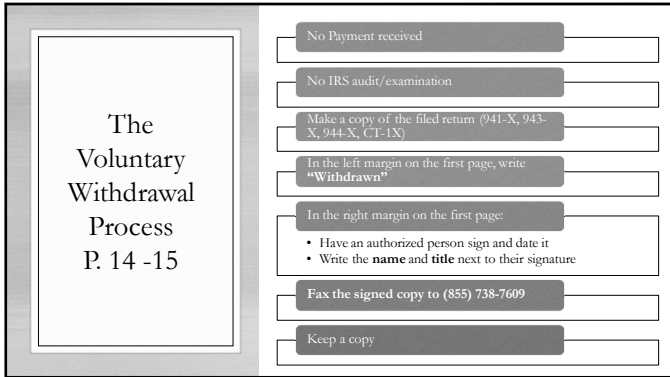 The
Voluntary
Withdrawal
Process
P. 14 -15
No Payment received
No IRS audit/examination
Make a copy of the filed return (941-X, 943-
X, 944-X, CT-1X)
In the left margin on the first page, write
“Withdrawn”
In the right margin on the first page:
• Have an authorized person sign and date it
• Write the name and title next to their signature
Fax the signed copy to (855) 738-7609
Keep a copy